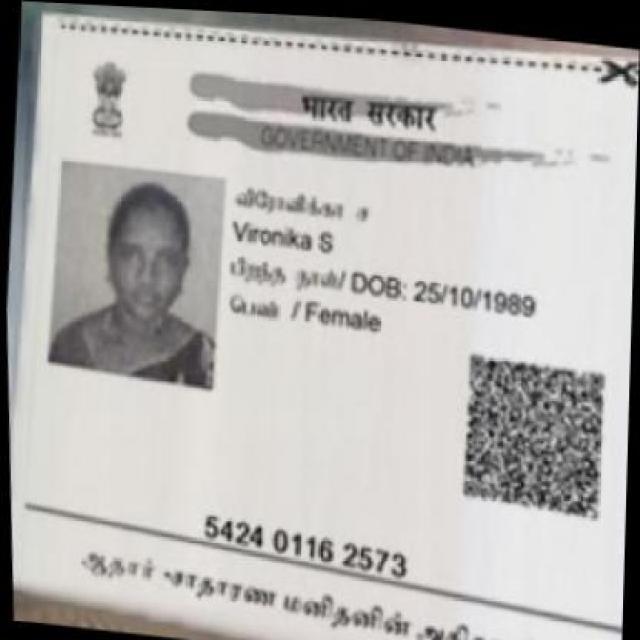 भारत सरकार
GOVERNMENT OF INDIA
விரோனிகா ச
Vironika S
பிறந்த நாள்/ DOB: 25/10/1989
பெண் / Female
5424 0116 2573
ஆதார் சாதாரண மனிதனின்